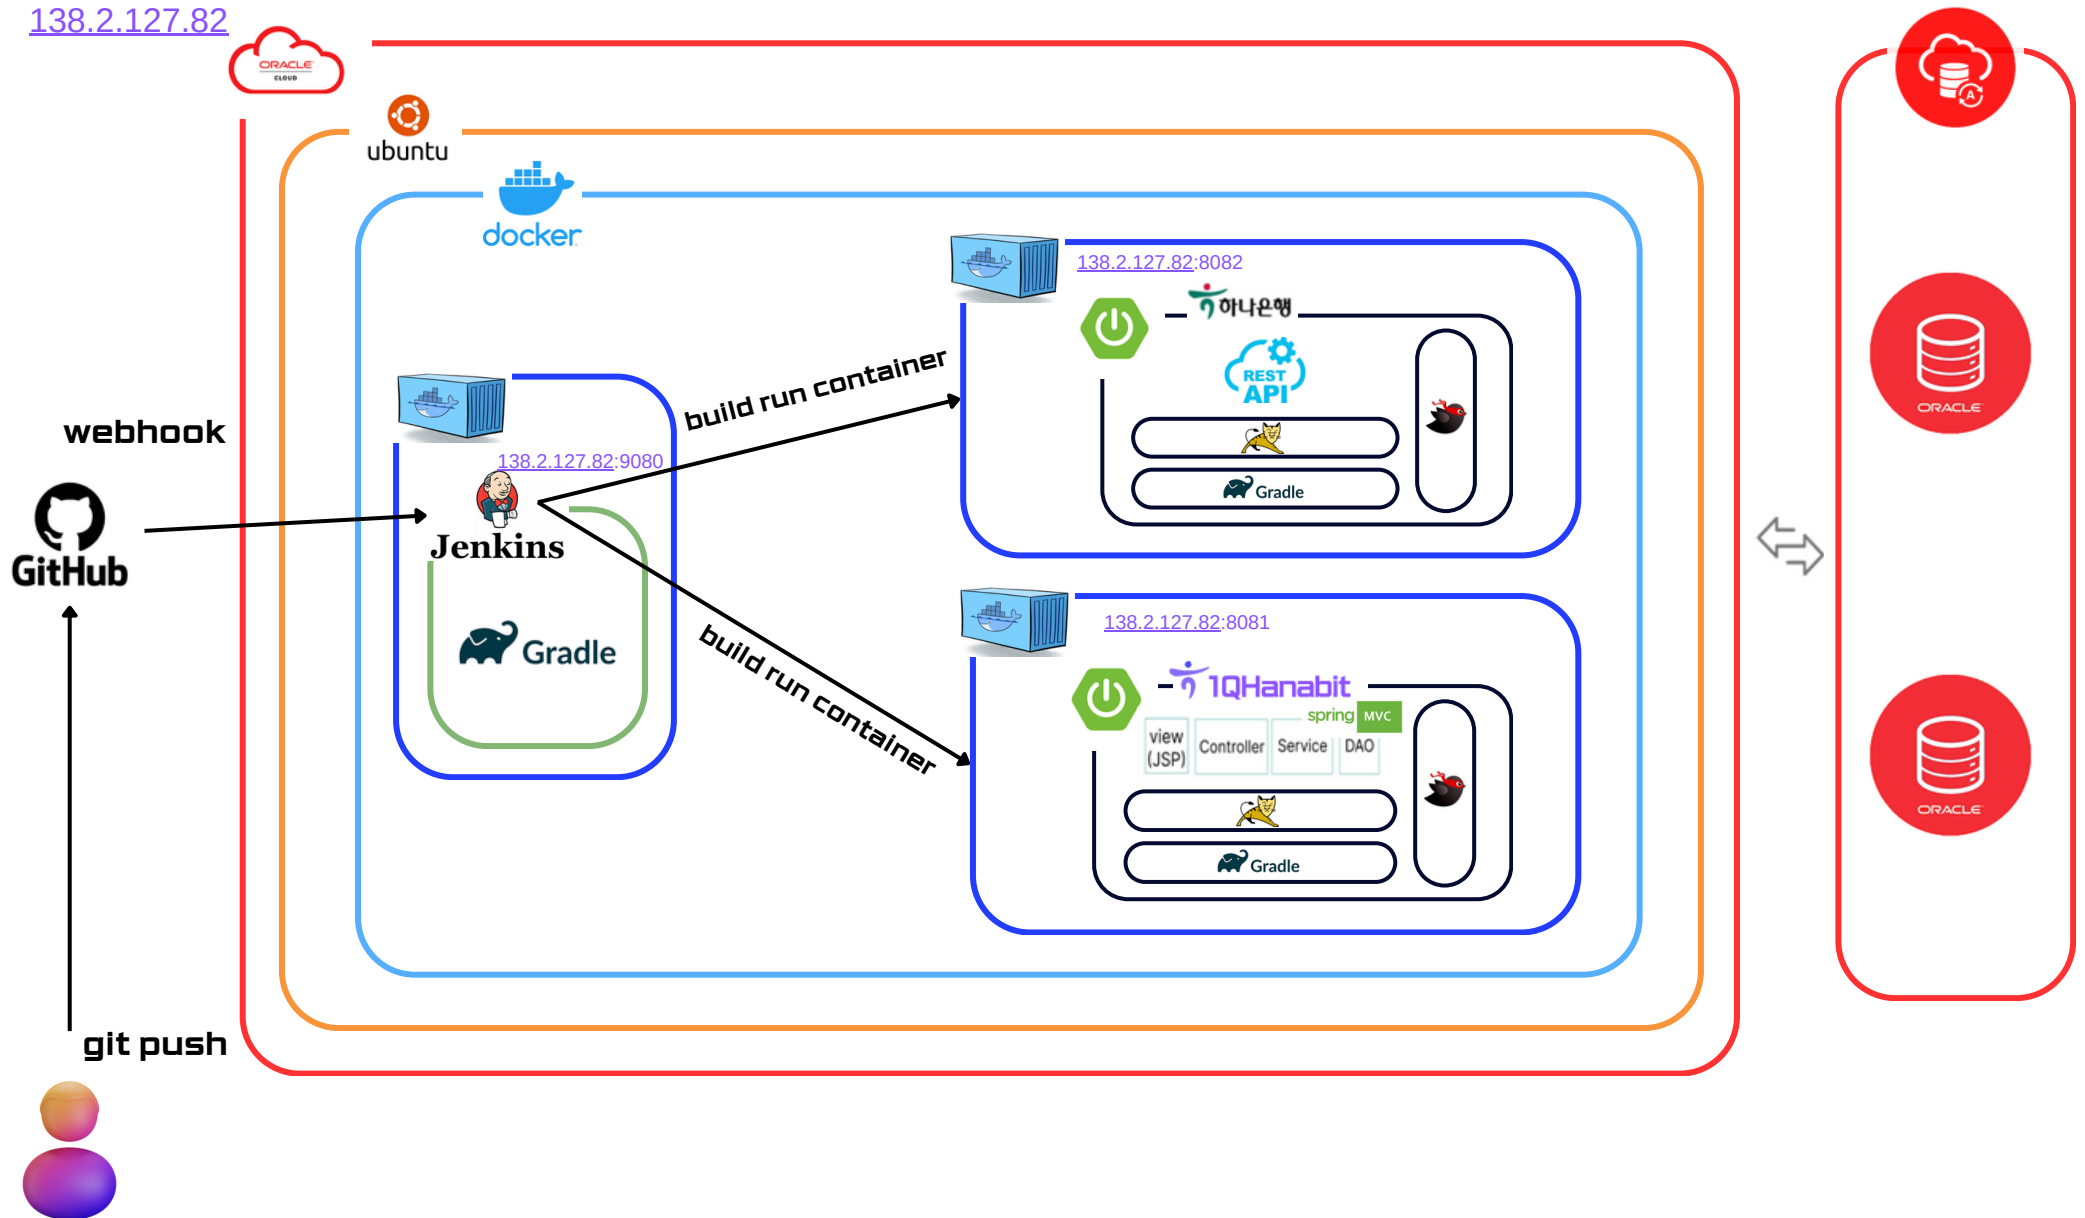 138.2.127.82
ORACLE
CLOUD
ubuntu
docker
138.2.127.82:8082
하나은행
REST
API
Gradle
build run container
webhook
138.2.127.82:9080
GitHub
Jenkins
Gradle
build run container
138.2.127.82:8081
1QHanabit
spring MVC
view
(JSP)
Controller
Service
DAO
Gradle
git push
A
ORACLE
ORACLE